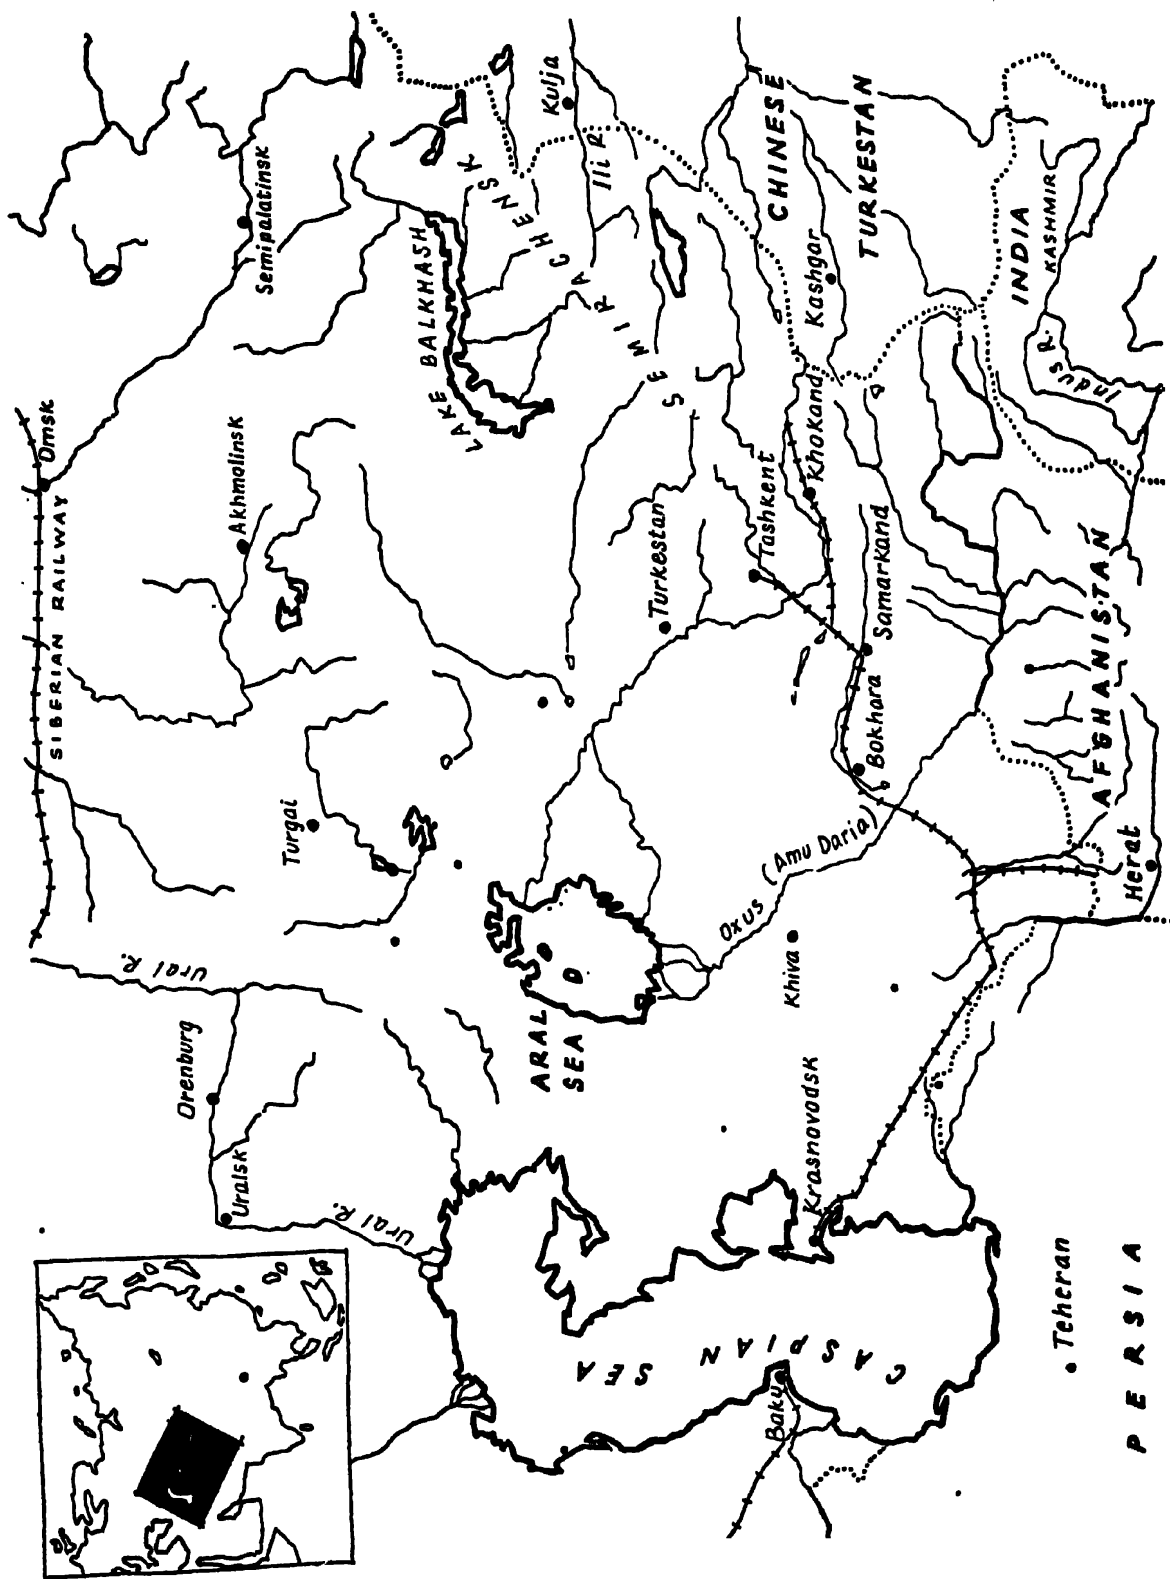 Omsk
SIBERIAN RAILWAY
Semipalatinsk
Akhmolinsk
Turgai
Ural R.
Orenburg
Uralsk
Ural R.
LAKE BALKHASH
Kulja
Ili R.
SEMIRACHENSK
CHINESE
TURKESTAN
Kashgar
Khokand
Tashkent
Turkestan
Samarkand
Bokhara
Oxus (Amu Daria)
Khiva
ARAL
SEA
Krasnovodsk
CASPIAN SEA
Baku
INDIA
KASHMIR
Indus R.
AFGHANISTAN
Herat
Teheran
PERSIA